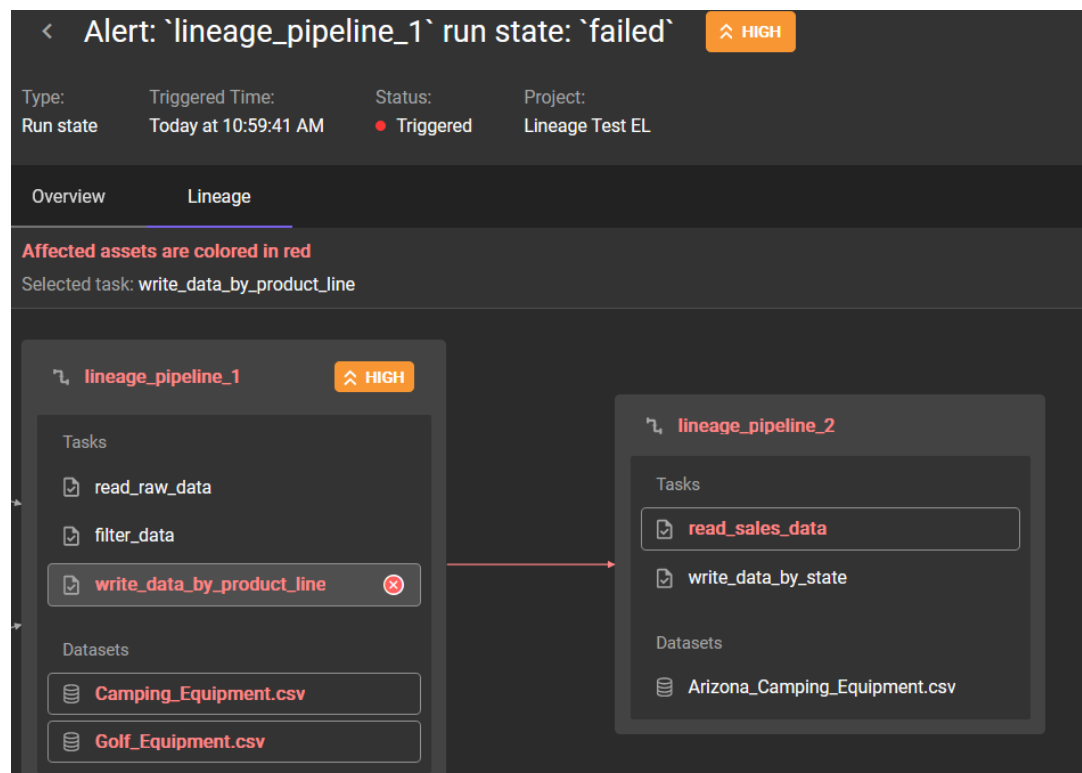 Alert: `lineage_pipeline_1` run state: `failed` HIGH
Type: Triggered Time: Status: Project:
Run state Today at 10:59:41 AM Triggered Lineage Test EL
Overview Lineage
Affected assets are colored in red
Selected task: write_data_by_product_line
lineage_pipeline_1 HIGH
Tasks
read_raw_data
filter_data
write_data_by_product_line
Datasets
Camping_Equipment.csv
Golf_Equipment.csv
lineage_pipeline_2
Tasks
read_sales_data
write_data_by_state
Datasets
Arizona_Camping_Equipment.csv